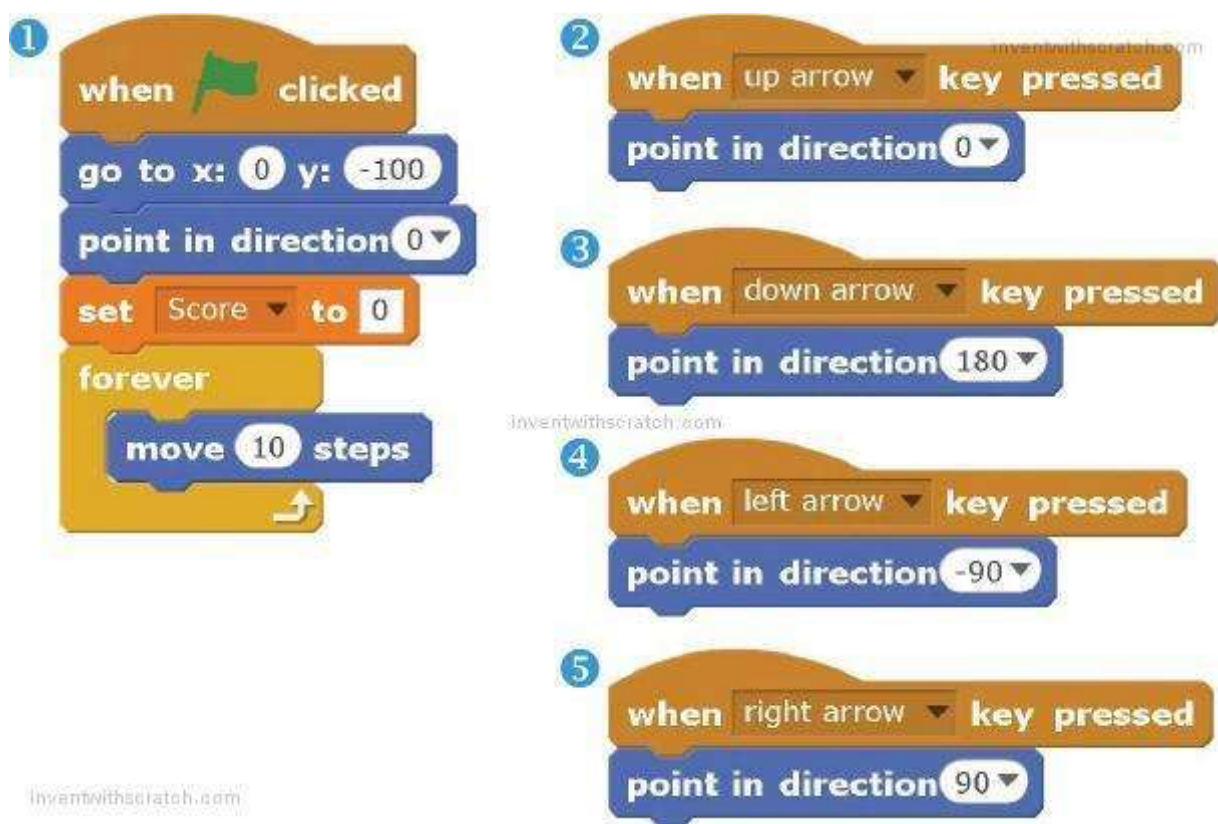 1
when clicked
go to x: 0 y: -100
point in direction 0
set Score to 0
forever
move 10 steps
2
inventwithscratch.com
when up arrow key pressed
point in direction 0
3
when down arrow key pressed
point in direction 180
inventwithscratch.com
4
when left arrow key pressed
point in direction -90
5
when right arrow key pressed
point in direction 90
inventwithscratch.com